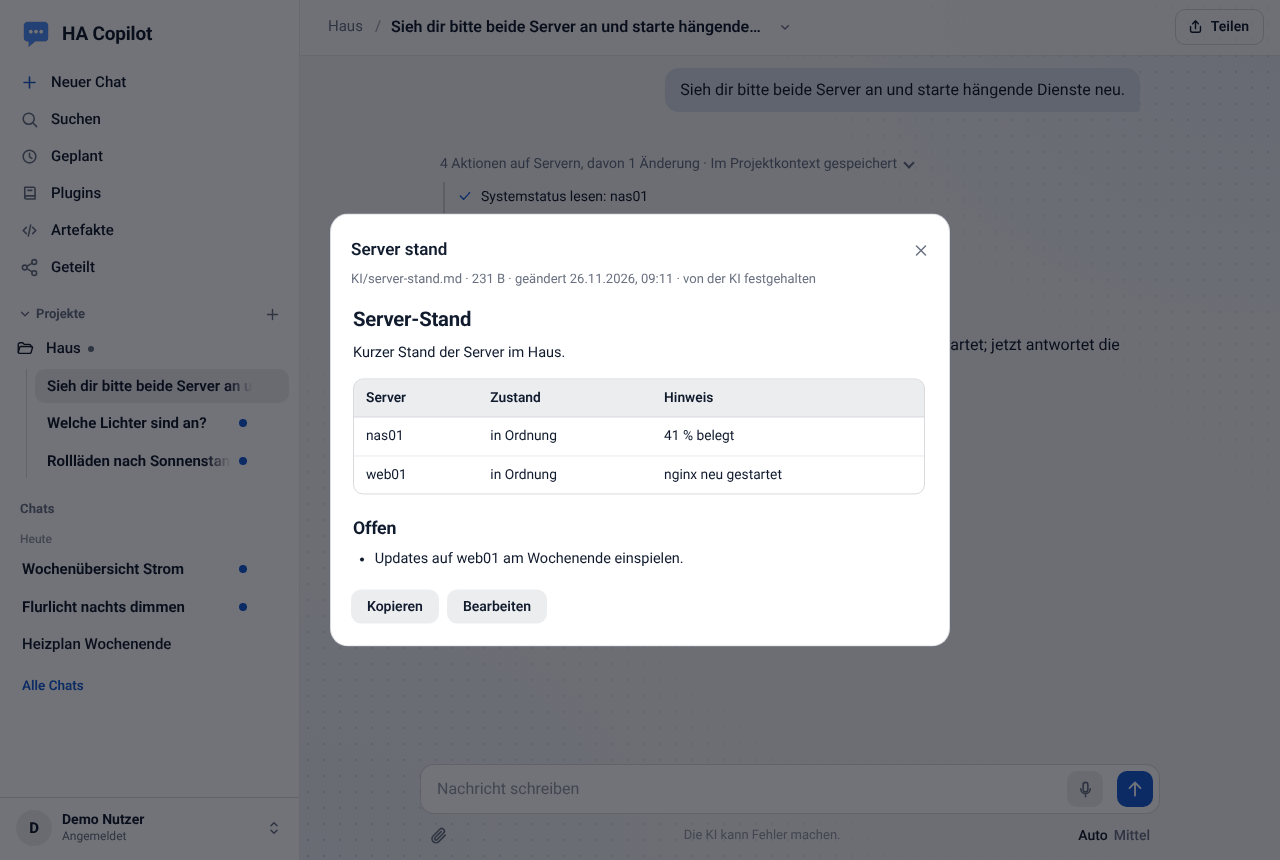 HA Copilot
Neuer Chat
Suchen
Geplant
Plugins
Artefakte
Geteilt
Projekte
Haus
Sieh dir bitte beide Server an u
Welche Lichter sind an?
Rollläden nach Sonnenstan
Chats
Heute
Wochenübersicht Strom
Flurlicht nachts dimmen
Heizplan Wochenende
Alle Chats
D
Demo Nutzer
Angemeldet
Haus / Sieh dir bitte beide Server an und starte hängende…
Teilen
Sieh dir bitte beide Server an und starte hängende Dienste neu.
4 Aktionen auf Servern, davon 1 Änderung · Im Projektkontext gespeichert
Systemstatus lesen: nas01
artet; jetzt antwortet die
Server stand
KI/server-stand.md · 231 B · geändert 26.11.2026, 09:11 · von der KI festgehalten
Server-Stand
Kurzer Stand der Server im Haus.
Server Zustand Hinweis
nas01 in Ordnung 41 % belegt
web01 in Ordnung nginx neu gestartet
Offen
• Updates auf web01 am Wochenende einspielen.
Kopieren Bearbeiten
Nachricht schreiben
Die KI kann Fehler machen.
Auto Mittel